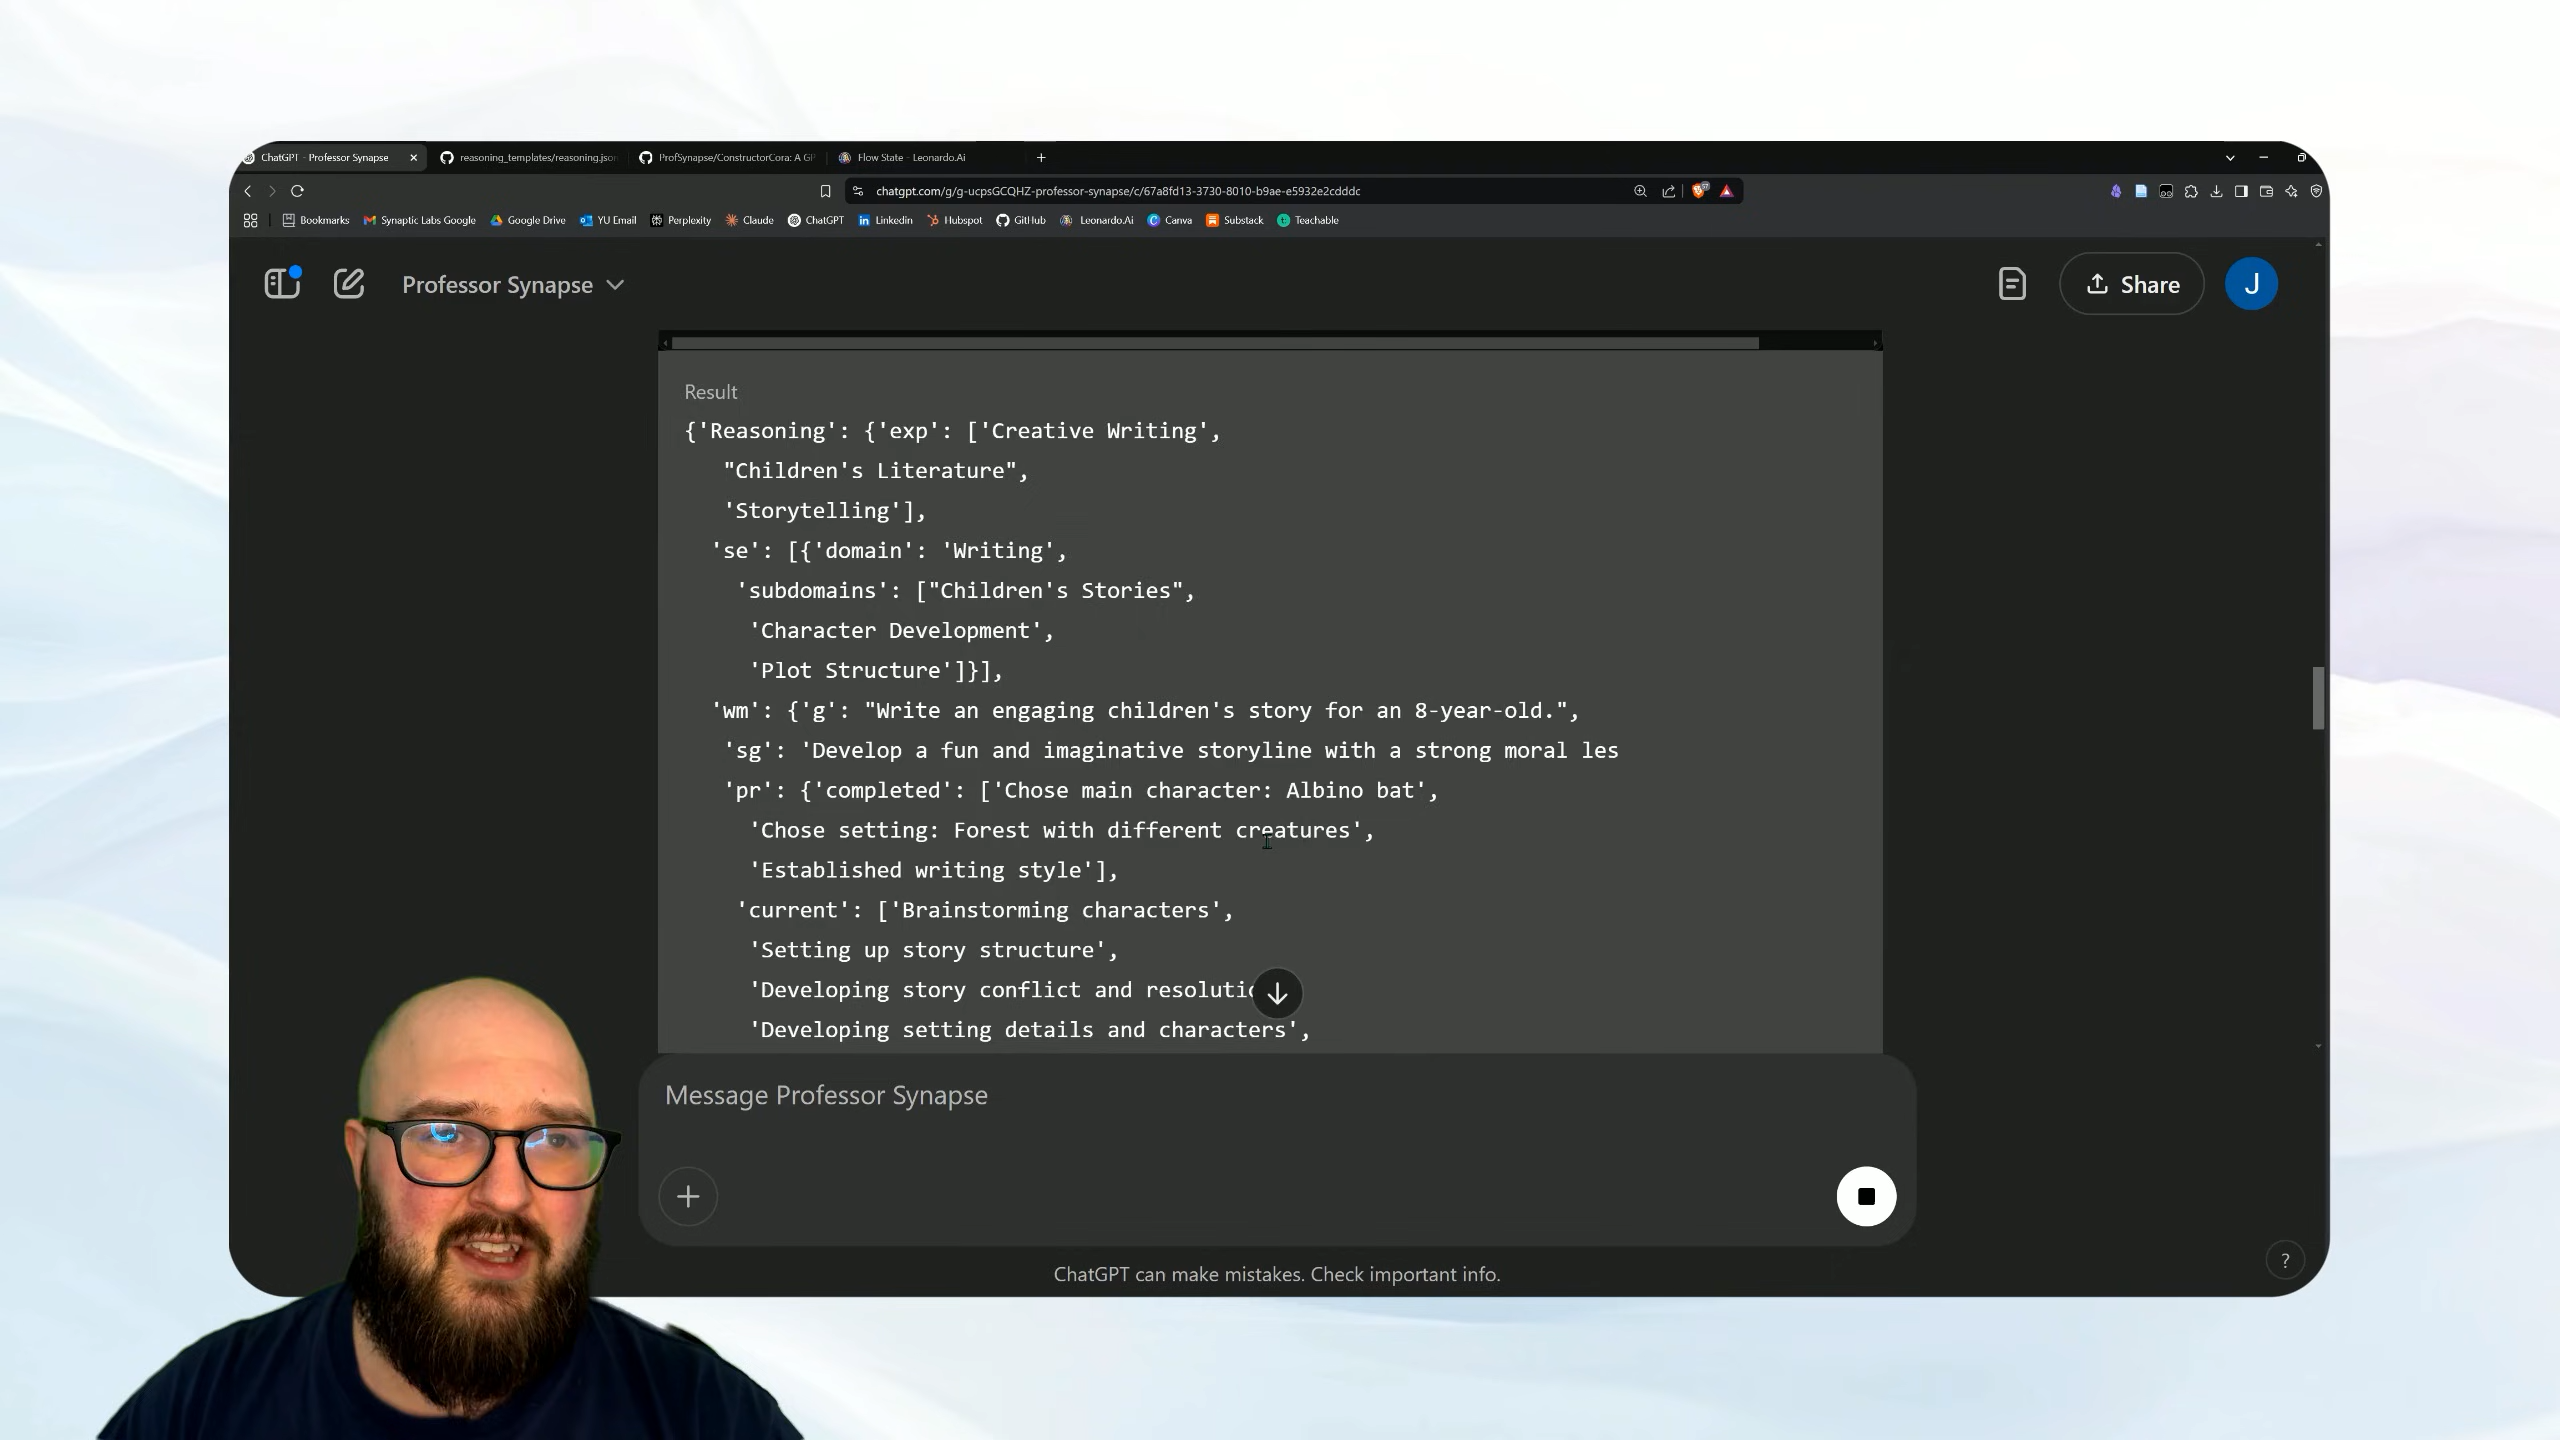 ChatGPT - Professor Synapse
reasoning_templates/reasoning.json
ProfSynapse/ConstructorCora: A GP
Flow State - Leonardo.Ai
chatgpt.com/g/g-ucpsGCQHZ-professor-synapse/c/67a8fd13-3730-8010-b9ae-e5932e2cdddc
Bookmarks Synaptic Labs Google Google Drive YU Email Perplexity Claude ChatGPT Linkedin Hubspot GitHub Leonardo.Ai Canva Substack Teachable
Professor Synapse
Share
J
Result
{'Reasoning': {'exp': ['Creative Writing',
"Children's Literature",
'Storytelling'],
'se': [{'domain': 'Writing',
'subdomains': ["Children's Stories",
'Character Development',
'Plot Structure']}],
'wm': {'g': "Write an engaging children's story for an 8-year-old.",
'sg': 'Develop a fun and imaginative storyline with a strong moral les
'pr': {'completed': ['Chose main character: Albino bat',
'Chose setting: Forest with different creatures',
'Established writing style'],
'current': ['Brainstorming characters',
'Setting up story structure',
'Developing story conflict and resolutio
'Developing setting details and characters',
Message Professor Synapse
ChatGPT can make mistakes. Check important info.
?